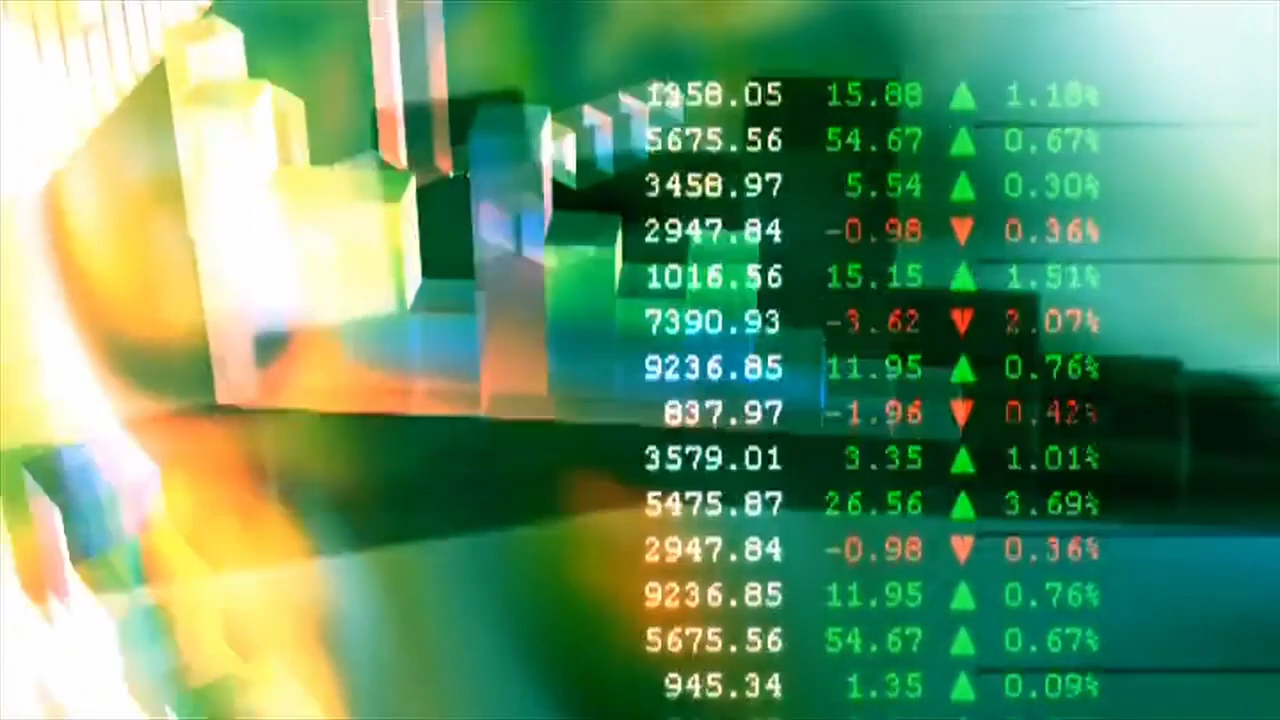 1358.05 15.88 ▲ 1.18%
5675.56 54.67 ▲ 0.67%
3458.97 5.54 ▲ 0.30%
2947.84 -0.98 ▼ 0.36%
1016.56 15.15 ▲ 1.51%
7390.93 -3.62 ▼ 2.07%
9236.85 11.95 ▲ 0.76%
837.97 -1.96 ▼ 0.42%
3579.01 3.35 ▲ 1.01%
5475.87 26.56 ▲ 3.69%
2947.84 -0.98 ▼ 0.36%
9236.85 11.95 ▲ 0.76%
5675.56 54.67 ▲ 0.67%
945.34 1.35 ▲ 0.09%